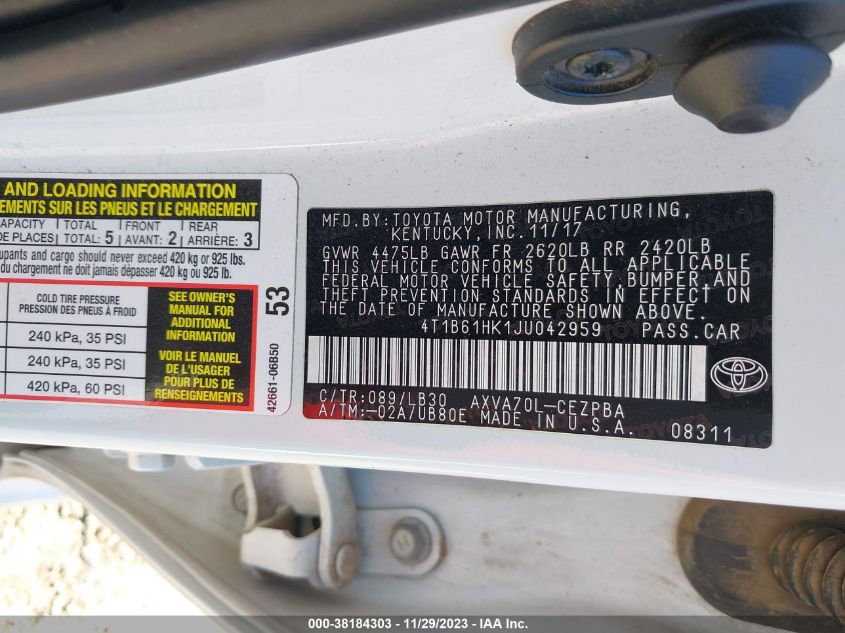 AND LOADING INFORMATION
EMENTS SUR LES PNEUS ET LE CHARGEMENT
CAPACITY TOTAL FRONT REAR
DE PLACES TOTAL: 5 AVANT: 2 ARRIÈRE: 3
upants and cargo should never exceed 420 kg or 925 lbs.
du chargement ne doit jamais dépasser 420 kg ou 925 lb.
COLD TIRE PRESSURE
PRESSION DES PNEUS À FROID
240 kPa, 35 PSI
240 kPa, 35 PSI
420 kPa, 60 PSI
SEE OWNER'S
MANUAL FOR
ADDITIONAL
INFORMATION
VOIR LE MANUEL
DE L'USAGER
POUR PLUS DE
RENSEIGNEMENTS
53
42661-06B50
MFD.BY:TOYOTA MOTOR MANUFACTURING,
KENTUCKY, INC.11/17
GVWR 4475LB GAWR FR 2620LB RR 2420LB
THIS VEHICLE CONFORMS TO ALL APPLICABLE
FEDERAL MOTOR VEHICLE SAFETY,BUMPER,AND
THEFT PREVENTION STANDARDS IN EFFECT ON
THE DATE OF MANUFACTURE SHOWN ABOVE.
4T1B61HK1JU042959 PASS.CAR
C/TR:089/LB30 AXVA70L-CEZPBA
A/TM:-02A/UB80E MADE IN U.S.A.
08311
TOYOTA
000-38184303 - 11/29/2023 - IAA Inc.